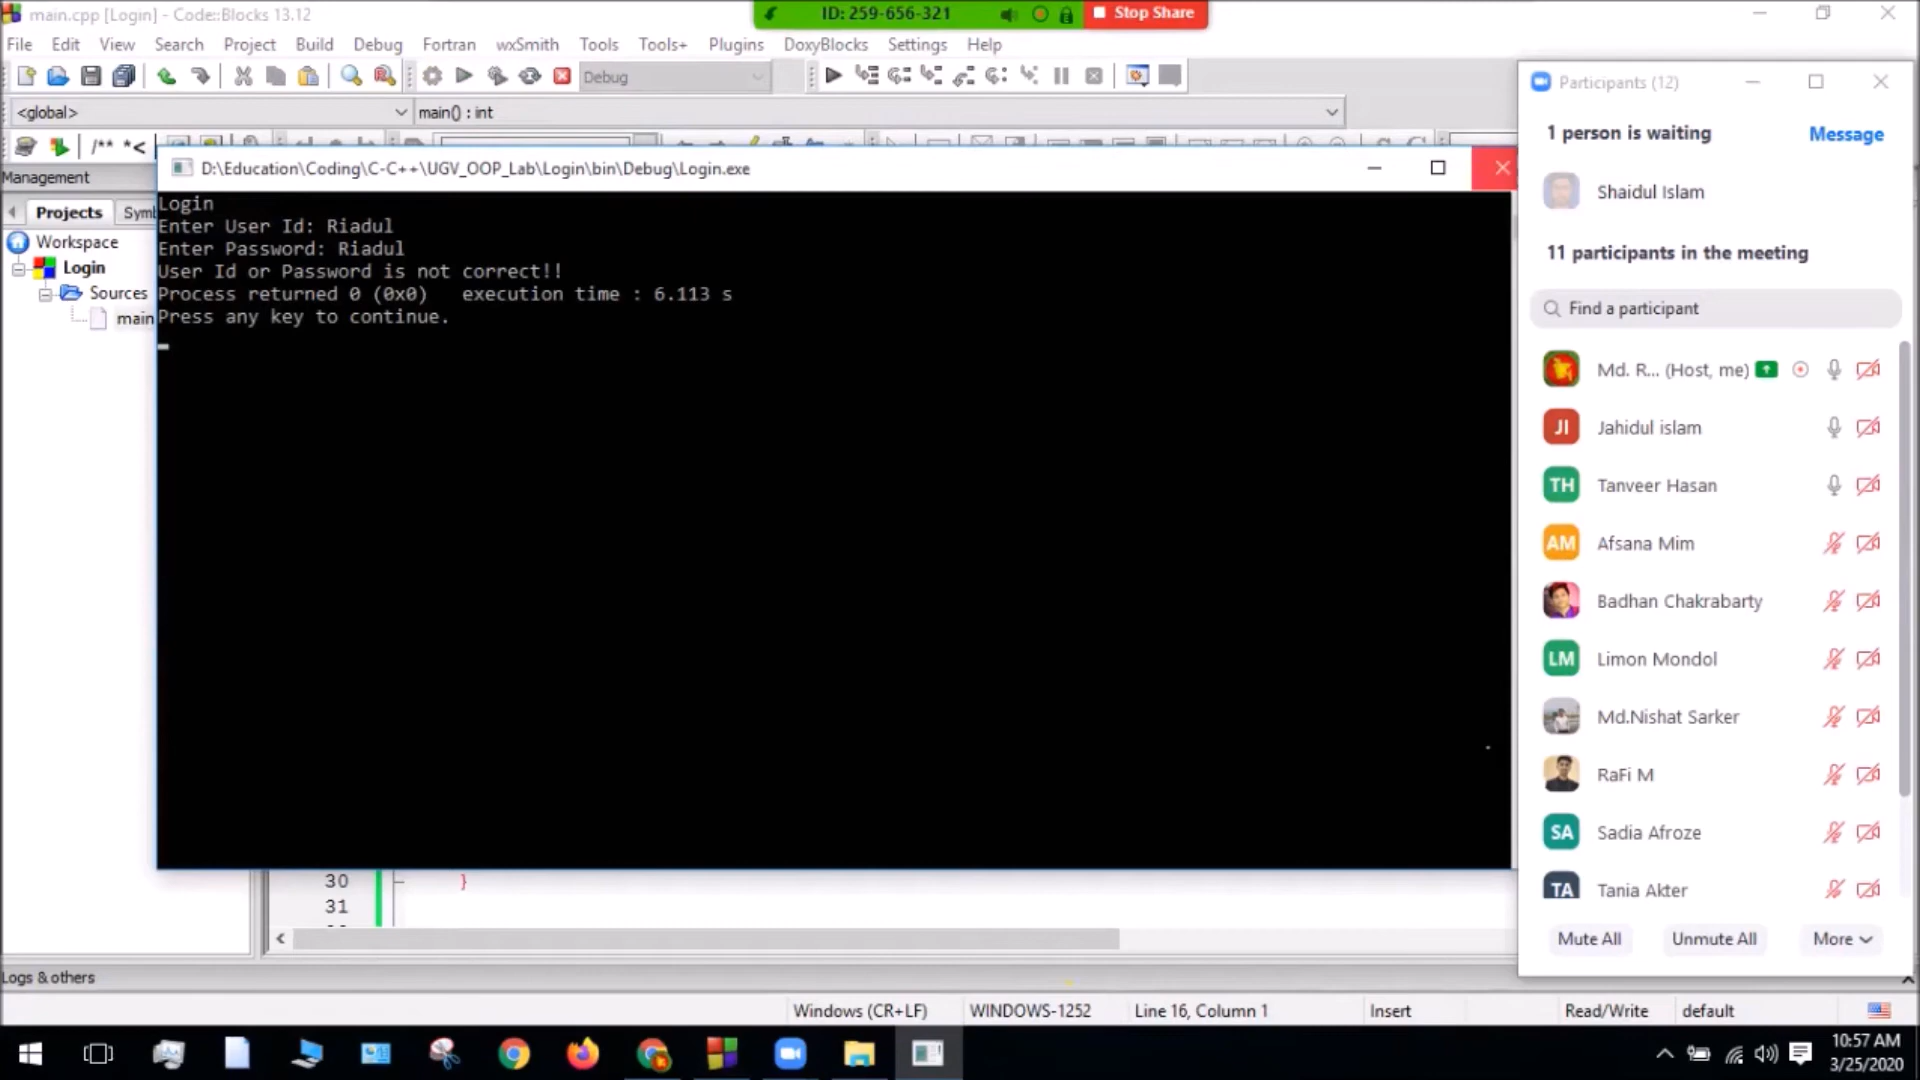 main.cpp [Login] - Code::Blocks 13.12
ID: 259-656-321
Stop Share
File Edit View Search Project Build Debug Fortran wxSmith Tools Tools+ Plugins DoxyBlocks Settings Help
Debug
<global>
main() : int
/** *<
Management
Projects
Workspace
Login
Sources
main
D:\Education\Coding\C-C++\UGV_OOP_Lab\Login\bin\Debug\Login.exe
Login
Enter User Id: Riadul
Enter Password: Riadul
User Id or Password is not correct!!
Process returned 0 (0x0)   execution time : 6.113 s
Press any key to continue.
30 }
31
Logs & others
Windows (CR+LF) WINDOWS-1252 Line 16, Column 1 Insert Read/Write default
Participants (12)
1 person is waiting
Message
Shaidul Islam
11 participants in the meeting
Find a participant
Md. R... (Host, me)
JI Jahidul islam
TH Tanveer Hasan
AM Afsana Mim
Badhan Chakrabarty
LM Limon Mondol
Md.Nishat Sarker
RaFi M
SA Sadia Afroze
TA Tania Akter
Mute All Unmute All More
10:57 AM
3/25/2020